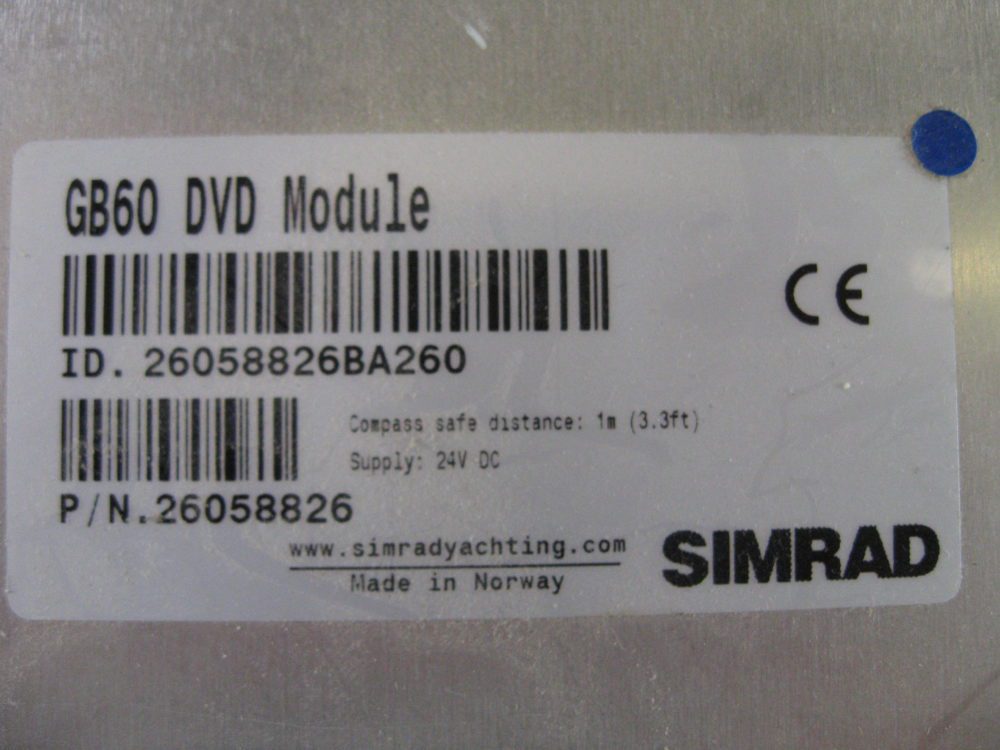 GB60 DVD Module
CE
ID. 26058826BA260
Compass safe distance: 1m (3.3ft)
Supply: 24V DC
P/N.26058826
www.simradyachting.com
Made in Norway
SIMRAD